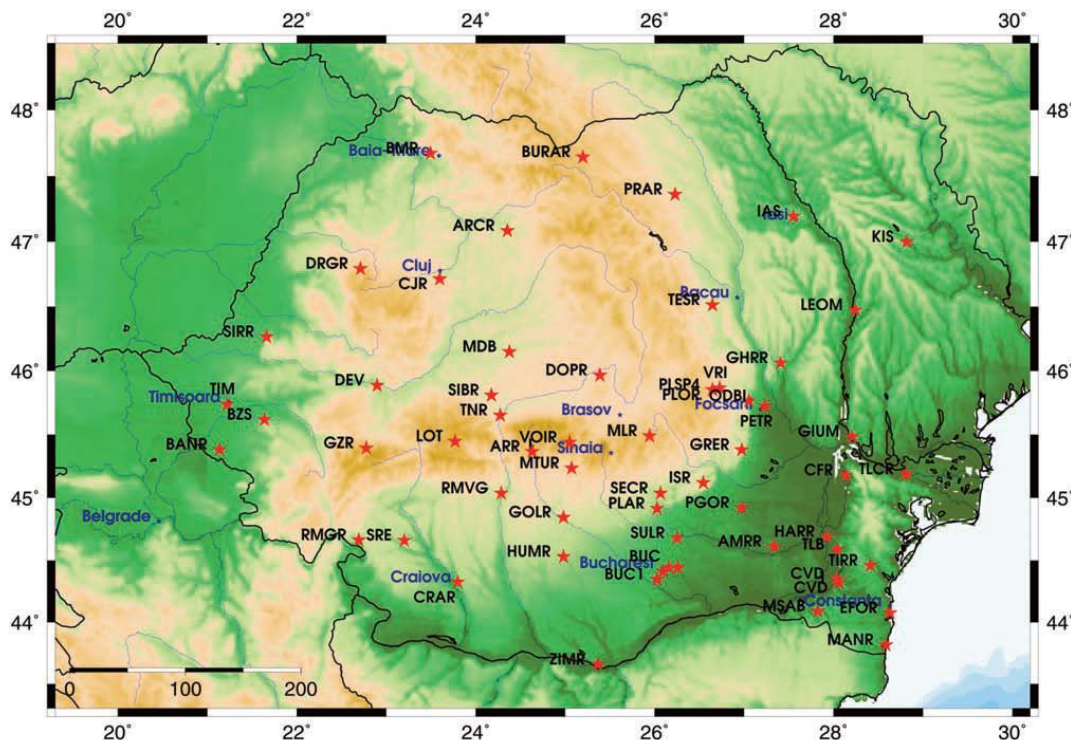 20˚ 22˚ 24˚ 26˚ 28˚ 30˚
48˚ 48˚
BMR
Baia-Mare
BURAR
PRAR
IAS
Iasi
ARCR
KIS
47˚ 47˚
DRGR
Cluj
CJR
Bacau
TESR
LEOM
SIRR
MDB
GHRR
46˚ 46˚
DEV
DOPR
VRI
PLSP4
TIM
SIBR
PLOR
ODBI
Timisoara
Focsani
BZS
TNR
Brasov
PETR
BANR
GZR
LOT
VOIR
MLR
GIUM
ARR
Sinaia
GRER
MTUR
CFR
TLCR
RMVG
ISR
45˚ 45˚
SECR
PLAR
PGOR
Belgrade
GOLR
RMGR
SRE
SULR
AMRR
HARR
TLB
HUMR
BUC
TIRR
Bucharest
BUC1
Craiova
CVD
CVD
CRAR
Constanta
MSAB
EFOR
44˚ 44˚
MANR
ZIMR
0 50 100 150 200
20˚ 22˚ 24˚ 26˚ 28˚ 30˚